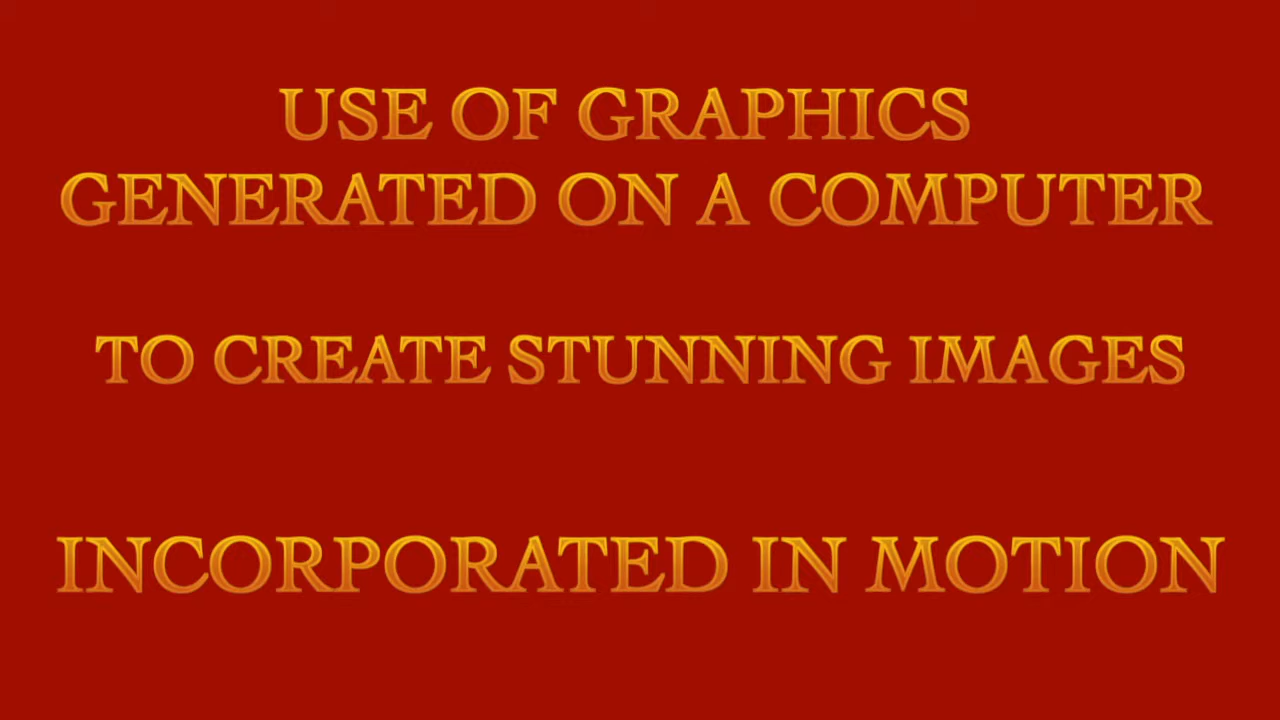 USE OF GRAPHICS
GENERATED ON A COMPUTER
TO CREATE STUNNING IMAGES
INCORPORATED IN MOTION